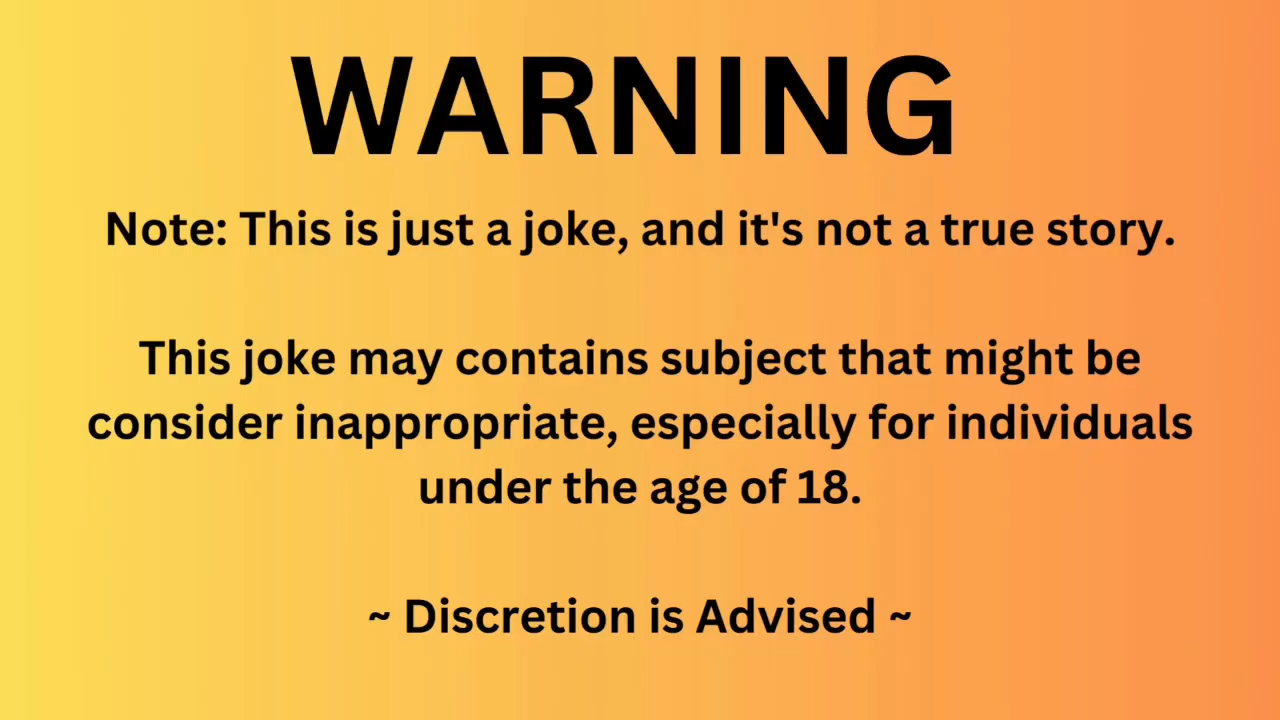 WARNING
Note: This is just a joke, and it's not a true story.
This joke may contains subject that might be
consider inappropriate, especially for individuals
under the age of 18.
~ Discretion is Advised ~